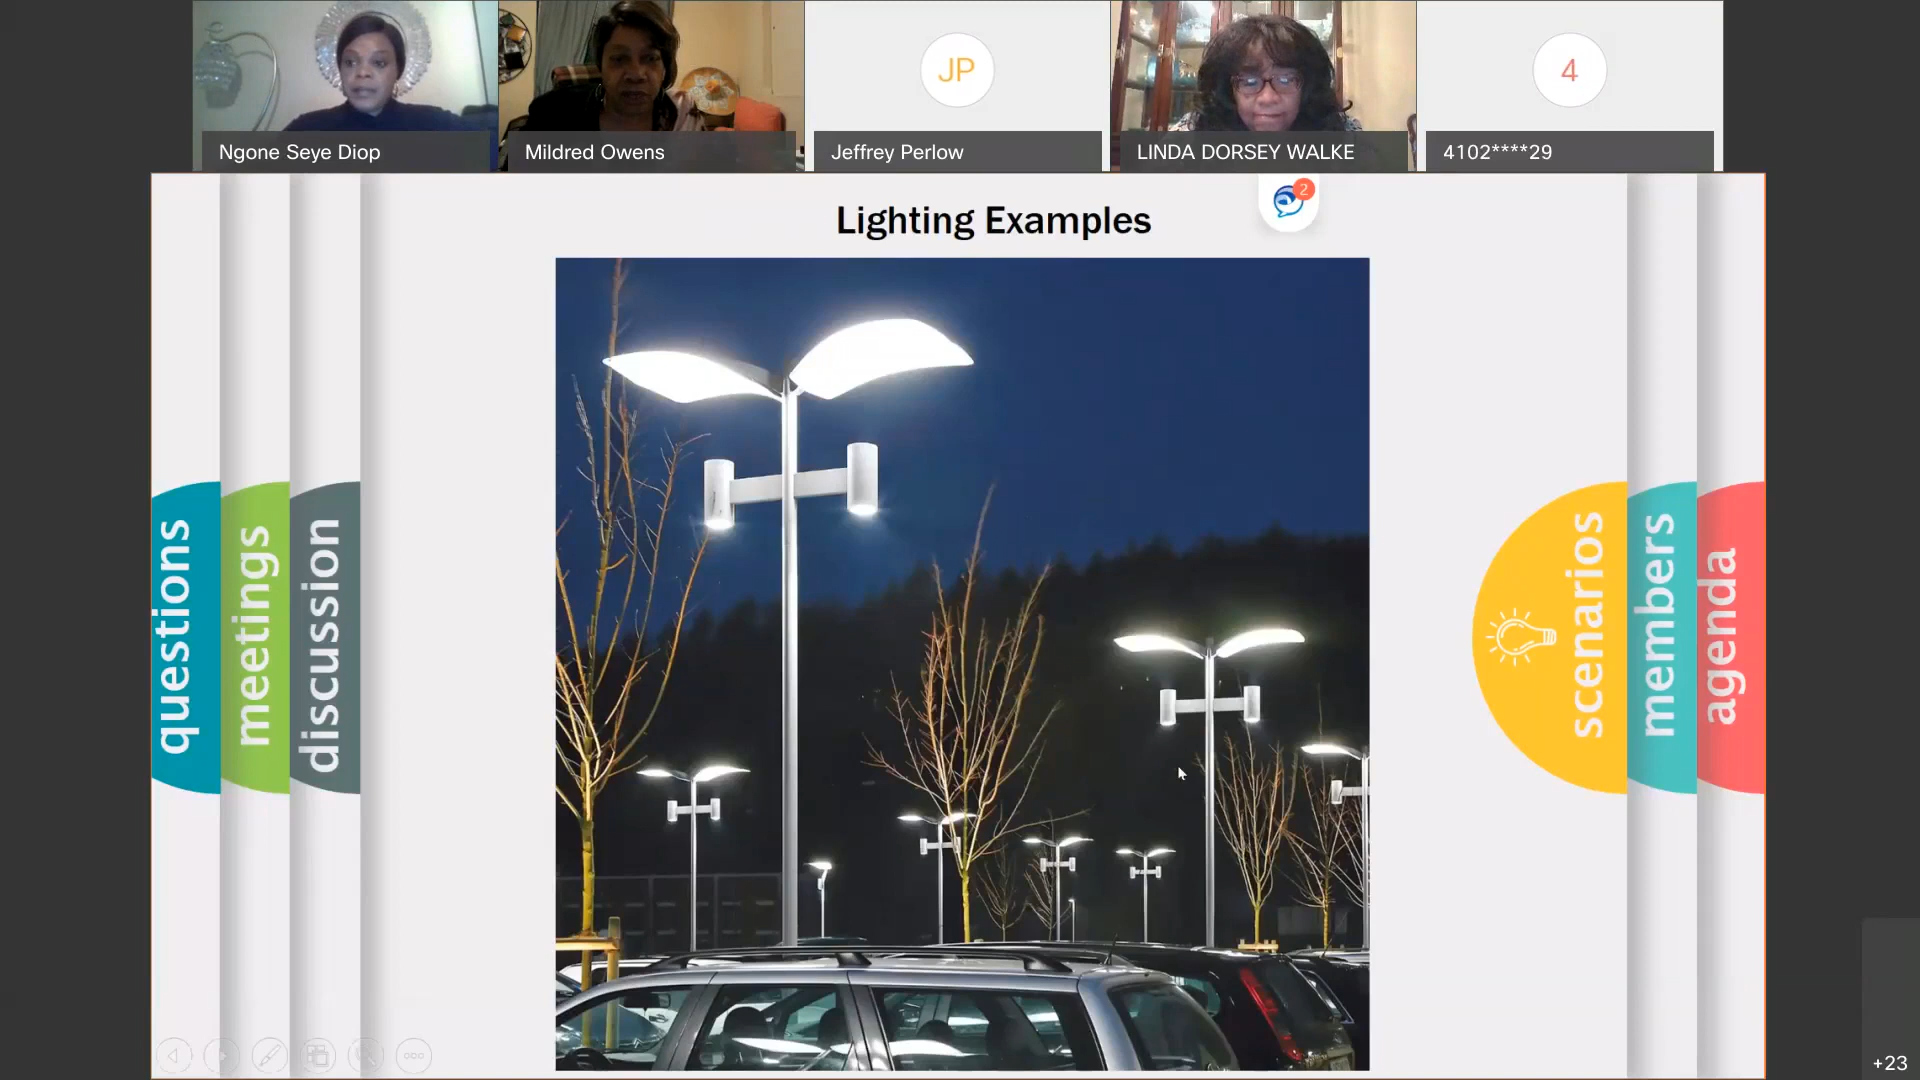 Ngone Seye Diop
Mildred Owens
JP
Jeffrey Perlow
LINDA DORSEY WALKE
4
4102****29
2
Lighting Examples
questions
meetings
discussion
scenarios
members
agenda
+23